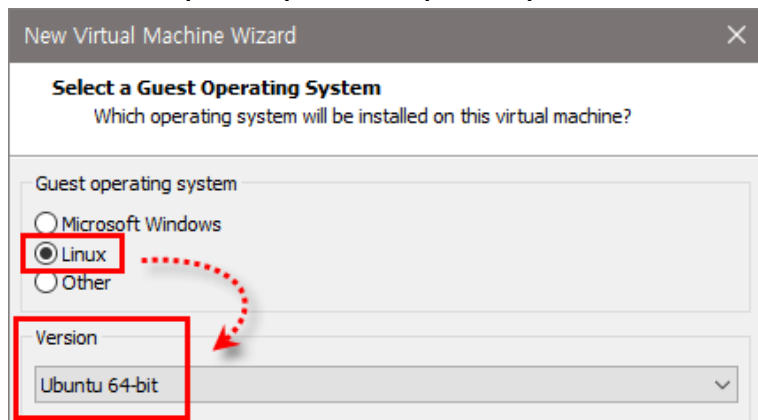 New Virtual Machine Wizard
Select a Guest Operating System
Which operating system will be installed on this virtual machine?
Guest operating system
Microsoft Windows
Linux
Other
Version
Ubuntu 64-bit